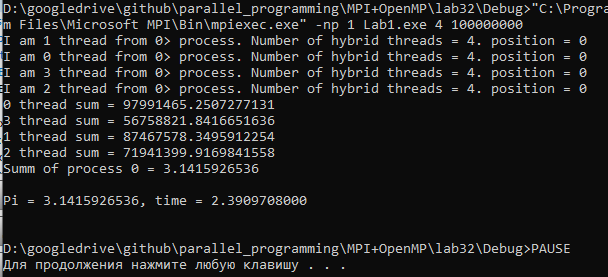 D:\googledrive\github\parallel_programming\MPI+OpenMP\lab32\Debug>"C:\Progra
m Files\Microsoft MPI\Bin\mpiexec.exe" -np 1 Lab1.exe 4 100000000
I am 1 thread from 0> process. Number of hybrid threads = 4. position = 0
I am 0 thread from 0> process. Number of hybrid threads = 4. position = 0
I am 3 thread from 0> process. Number of hybrid threads = 4. position = 0
I am 2 thread from 0> process. Number of hybrid threads = 4. position = 0
0 thread sum = 97991465.2507277131
3 thread sum = 56758821.8416651636
1 thread sum = 87467578.3495912254
2 thread sum = 71941399.9169841558
Summ of process 0 = 3.1415926536
Pi = 3.1415926536, time = 2.3909708000
D:\googledrive\github\parallel_programming\MPI+OpenMP\lab32\Debug>PAUSE
Для продолжения нажмите любую клавишу . . .